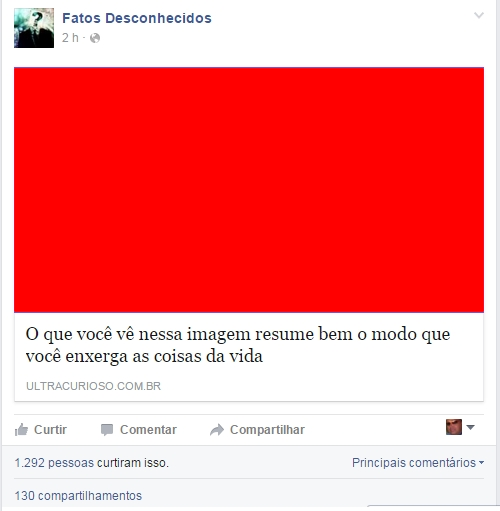 Fatos Desconhecidos
2 h ·
O que você vê nessa imagem resume bem o modo que
você enxerga as coisas da vida
ULTRACURIOSO.COM.BR
Curtir Comentar Compartilhar
1.292 pessoas curtiram isso. Principais comentários
130 compartilhamentos